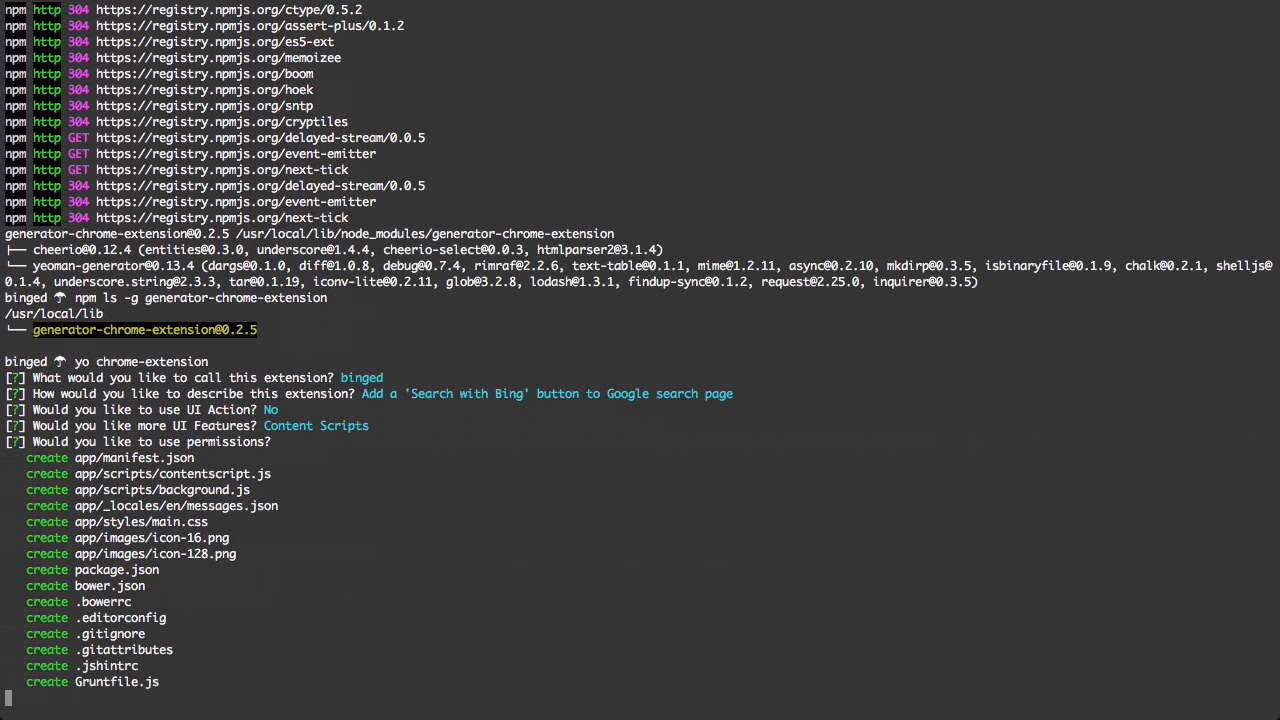 npm http 304 https://registry.npmjs.org/ctype/0.5.2
npm http 304 https://registry.npmjs.org/assert-plus/0.1.2
npm http 304 https://registry.npmjs.org/es5-ext
npm http 304 https://registry.npmjs.org/memoizee
npm http 304 https://registry.npmjs.org/boom
npm http 304 https://registry.npmjs.org/hoek
npm http 304 https://registry.npmjs.org/sntp
npm http 304 https://registry.npmjs.org/cryptiles
npm http GET https://registry.npmjs.org/delayed-stream/0.0.5
npm http GET https://registry.npmjs.org/event-emitter
npm http GET https://registry.npmjs.org/next-tick
npm http 304 https://registry.npmjs.org/delayed-stream/0.0.5
npm http 304 https://registry.npmjs.org/event-emitter
npm http 304 https://registry.npmjs.org/next-tick
generator-chrome-extension@0.2.5 /usr/local/lib/node_modules/generator-chrome-extension
├── cheerio@0.12.4 (entities@0.3.0, underscore@1.4.4, cheerio-select@0.0.3, htmlparser2@3.1.4)
└── yeoman-generator@0.13.4 (dargs@0.1.0, diff@1.0.8, debug@0.7.4, rimraf@2.2.6, text-table@0.1.1, mime@1.2.11, async@0.2.10, mkdirp@0.3.5, isbinaryfile@0.1.9, chalk@0.2.1, shelljs@
0.1.4, underscore.string@2.3.3, tar@0.1.19, iconv-lite@0.2.11, glob@3.2.8, lodash@1.3.1, findup-sync@0.1.2, request@2.25.0, inquirer@0.3.5)
binged ☂ npm ls -g generator-chrome-extension
/usr/local/lib
└── generator-chrome-extension@0.2.5
binged ☂ yo chrome-extension
[?] What would you like to call this extension? binged
[?] How would you like to describe this extension? Add a 'Search with Bing' button to Google search page
[?] Would you like to use UI Action? No
[?] Would you like more UI Features? Content Scripts
[?] Would you like to use permissions?
create app/manifest.json
create app/scripts/contentscript.js
create app/scripts/background.js
create app/_locales/en/messages.json
create app/styles/main.css
create app/images/icon-16.png
create app/images/icon-128.png
create package.json
create bower.json
create .bowerrc
create .editorconfig
create .gitignore
create .gitattributes
create .jshintrc
create Gruntfile.js